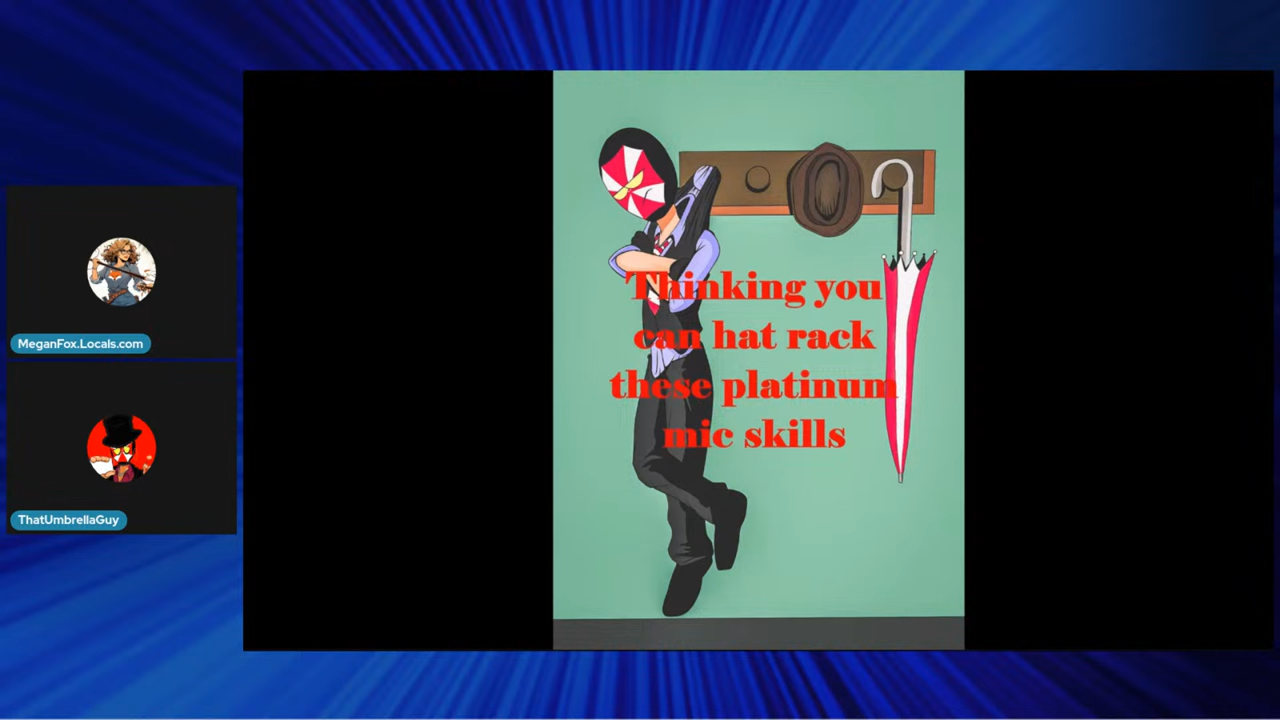 MeganFox.Locals.com
ThatUmbrellaGuy
Thinking you
can hat rack
these platinum
mic skills